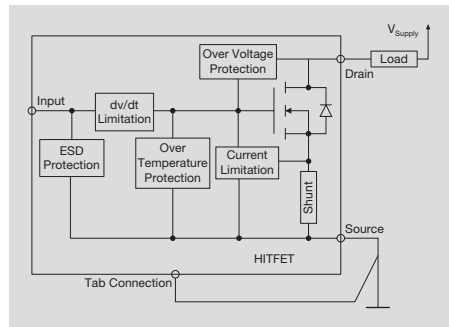 V Supply
Over Voltage
Protection
Load
Drain
Input
dv/dt
Limitation
ESD
Protection
Over
Temperature
Protection
Current
Limitation
Shunt
Source
HITFET
Tab Connection